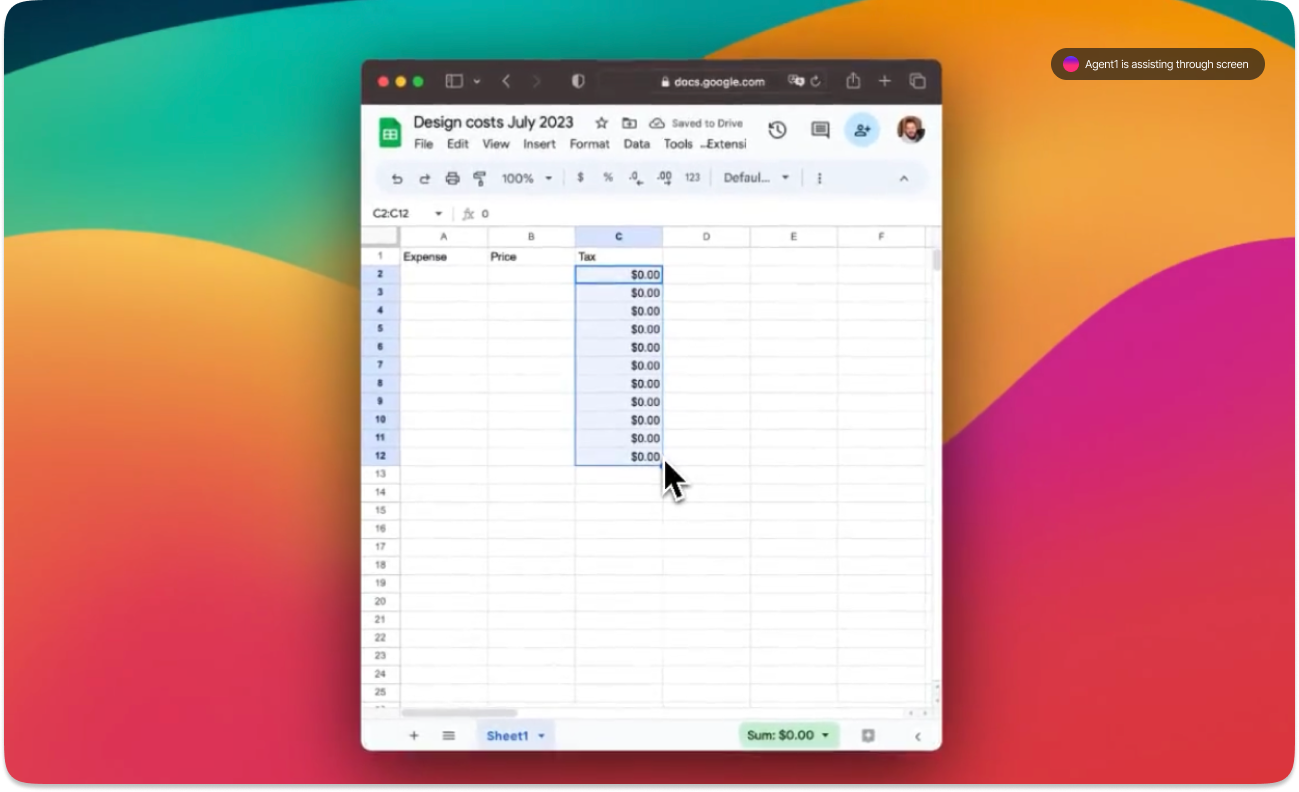 Agent1 is assisting through screen
docs.google.com
Design costs July 2023 Saved to Drive
File Edit View Insert Format Data Tools Extensi
100% $ % .0 .00 123 Defaul...
C2:C12 fx 0
A B C D E F
1 Expense Price Tax
2 $0.00
3 $0.00
4 $0.00
5 $0.00
6 $0.00
7 $0.00
8 $0.00
9 $0.00
10 $0.00
11 $0.00
12 $0.00
13
14
15
16
17
18
19
20
21
22
23
24
25
Sheet1 Sum: $0.00